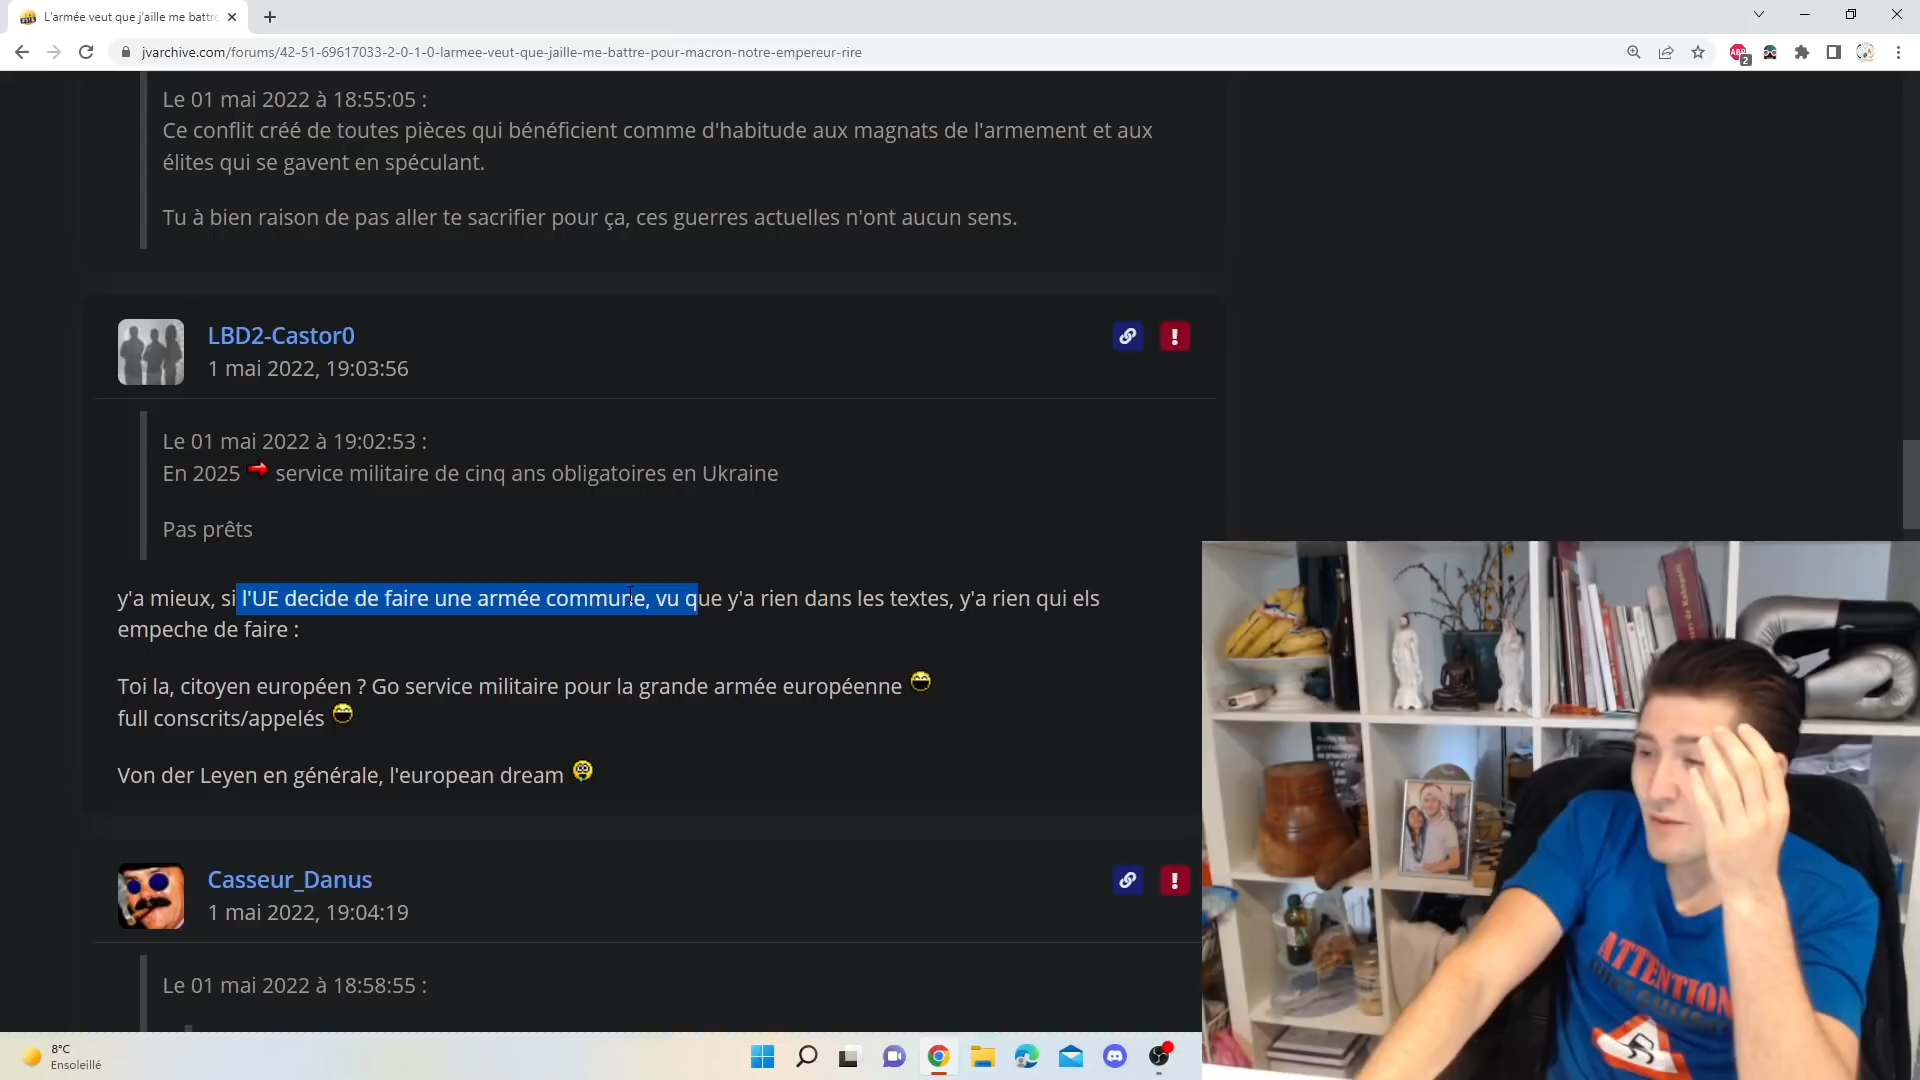 L'armée veut que j'aille me battre
jvarchive.com/forums/42-51-69617033-2-0-1-0-larmee-veut-que-jaille-me-battre-pour-macron-notre-empereur-rire
ABP
2
Le 01 mai 2022 à 18:55:05 :
Ce conflit créé de toutes pièces qui bénéficient comme d'habitude aux magnats de l'armement et aux
élites qui se gavent en spéculant.
Tu à bien raison de pas aller te sacrifier pour ça, ces guerres actuelles n'ont aucun sens.
LBD2-Castor0
1 mai 2022, 19:03:56
Le 01 mai 2022 à 19:02:53 :
En 2025 service militaire de cinq ans obligatoires en Ukraine
Pas prêts
y'a mieux, si l'UE decide de faire une armée commune, vu que y'a rien dans les textes, y'a rien qui els
empeche de faire :
Toi la, citoyen européen ? Go service militaire pour la grande armée européenne
full conscrits/appelés
Von der Leyen en générale, l'european dream
Casseur_Danus
1 mai 2022, 19:04:19
Le 01 mai 2022 à 18:58:55 :
ATTENTION
8°C
Ensoleillé